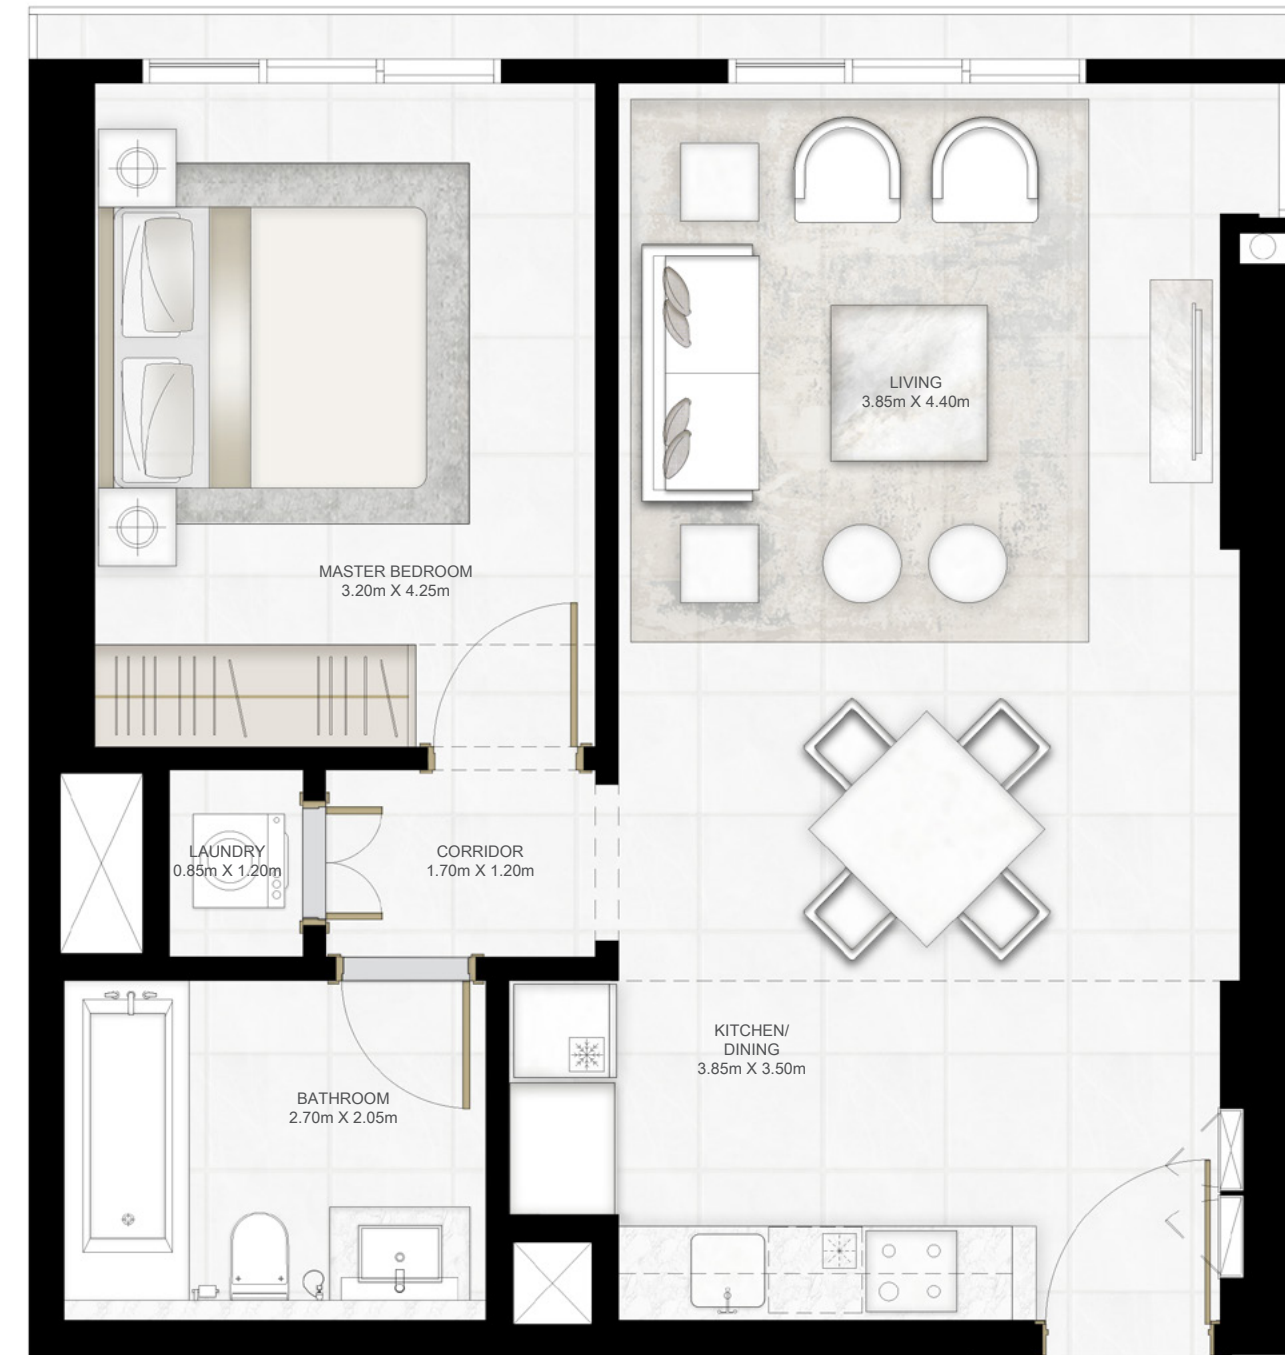 LIVING
3.85m X 4.40m
MASTER BEDROOM
3.20m X 4.25m
LAUNDRY
0.85m X 1.20m
CORRIDOR
1.70m X 1.20m
KITCHEN/
DINING
3.85m X 3.50m
BATHROOM
2.70m X 2.05m